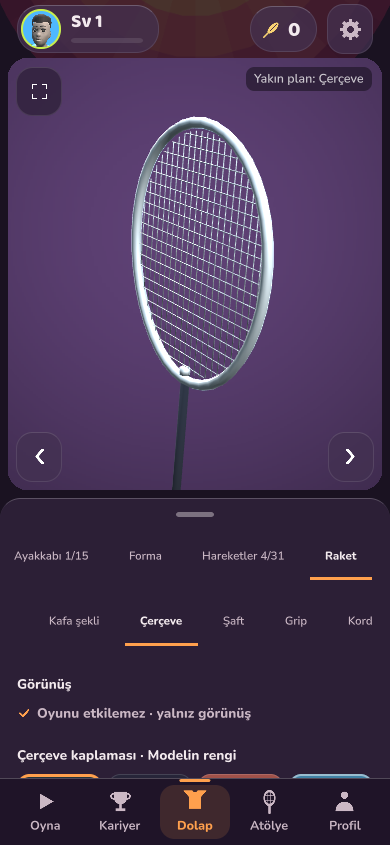 Sv 1
0
Yakın plan: Çerçeve
Ayakkabı 1/15 Forma Hareketler 4/31 Raket
Kafa şekli Çerçeve Şaft Grip Kord
Görünüş
Oyunu etkilemez · yalnız görünüş
Çerçeve kaplaması · Modelin rengi
Oyna Kariyer Dolap Atölye Profil